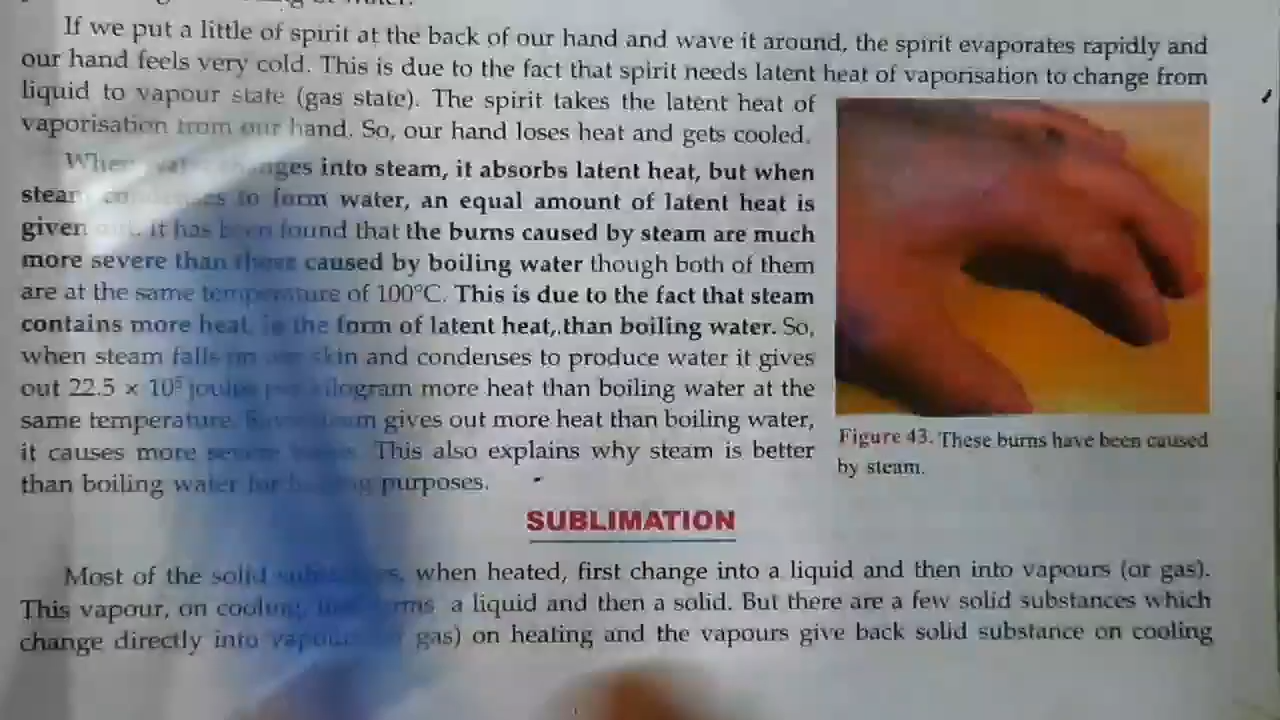 If we put a little of spirit at the back of our hand and wave it around, the spirit evaporates rapidly and
our hand feels very cold. This is due to the fact that spirit needs latent heat of vaporisation to change from
liquid to vapour state (gas state). The spirit takes the latent heat of
vaporisation from our hand. So, our hand loses heat and gets cooled.
When into steam, it absorbs latent heat, but when
steam to form water, an equal amount of latent heat is
given It has been found that the burns caused by steam are much
more severe than those caused by boiling water though both of them
are at the same temperature of 100°C. This is due to the fact that steam
contains more heat, in the form of latent heat, than boiling water. So,
when steam falls on our skin and condenses to produce water it gives
out 22.5 × 10⁵ joules per kilogram more heat than boiling water at the
same temperature. gives out more heat than boiling water,
it causes more This also explains why steam is better
than boiling water for purposes.
Figure 43. These burns have been caused
by steam.
SUBLIMATION
Most of the solid when heated, first change into a liquid and then into vapours (or gas).
This vapour, on cooling, a liquid and then a solid. But there are a few solid substances which
change directly into gas) on heating and the vapours give back solid substance on cooling